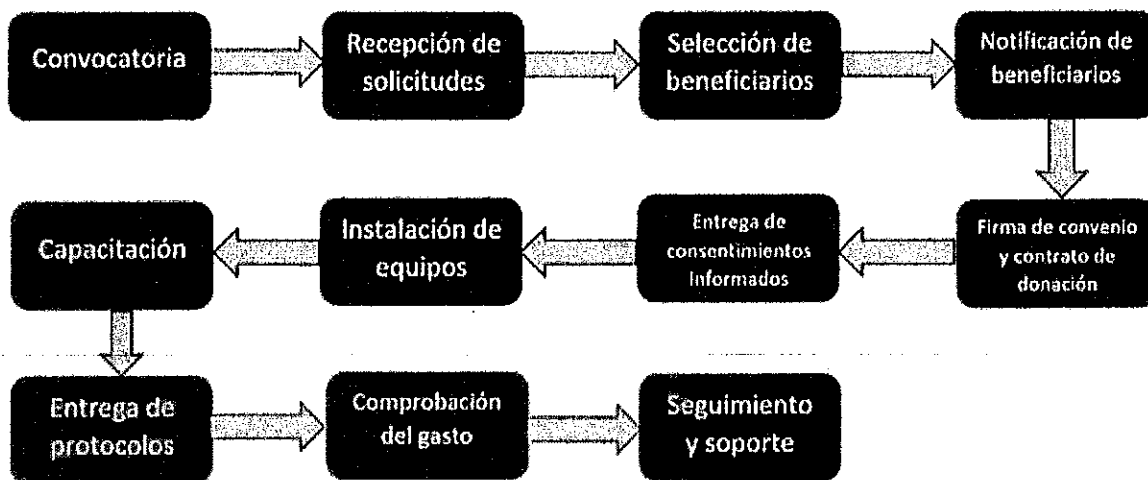 Convocatoria
Recepción de
solicitudes
Selección de
beneficiarios
Notificación de
beneficiarios
Capacitación
Instalación de
equipos
Entrega de
consentimientos
Informados
Firma de convenio
y contrato de
donación
Entrega de
protocolos
Comprobación
del gasto
Seguimiento
y soporte